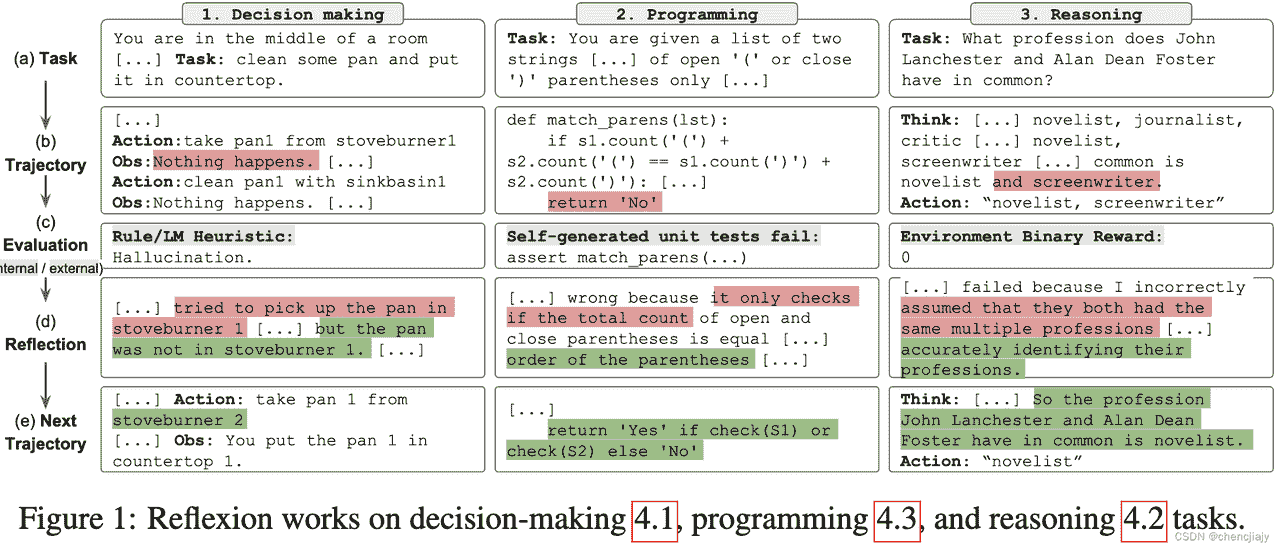 1. Decision making
2. Programming
3. Reasoning
(a) Task
You are in the middle of a room
[...] Task: clean some pan and put
it in countertop.
Task: You are given a list of two
strings [...] of open '(' or close
')' parentheses only [...]
Task: What profession does John
Lanchester and Alan Dean Foster
have in common?
(b)
Trajectory
[...]
Action:take pan1 from stoveburner1
Obs:Nothing happens. [...]
Action:clean pan1 with sinkbasin1
Obs:Nothing happens. [...]
def match_parens(lst):
if s1.count('(') +
s2.count('(') == s1.count(')') +
s2.count(')'): [...]
return 'No'
Think: [...] novelist, journalist,
critic [...] novelist,
screenwriter [...] common is
novelist and screenwriter.
Action: “novelist, screenwriter”
(c)
Evaluation
nternal / external)
Rule/LM Heuristic:
Hallucination.
Self-generated unit tests fail:
assert match_parens(...)
Environment Binary Reward:
0
(d)
Reflection
[...] tried to pick up the pan in
stoveburner 1 [...] but the pan
was not in stoveburner 1. [...]
[...] wrong because it only checks
if the total count of open and
close parentheses is equal [...]
order of the parentheses [...]
[...] failed because I incorrectly
assumed that they both had the
same multiple professions [...]
accurately identifying their
professions.
(e) Next
Trajectory
[...] Action: take pan 1 from
stoveburner 2
[...] Obs: You put the pan 1 in
countertop 1.
[...]
return 'Yes' if check(S1) or
check(S2) else 'No'
Think: [...] So the profession
John Lanchester and Alan Dean
Foster have in common is novelist.
Action: “novelist”
Figure 1: Reflexion works on decision-making 4.1, programming 4.3, and reasoning 4.2 tasks.
CSDN @chencjiajy